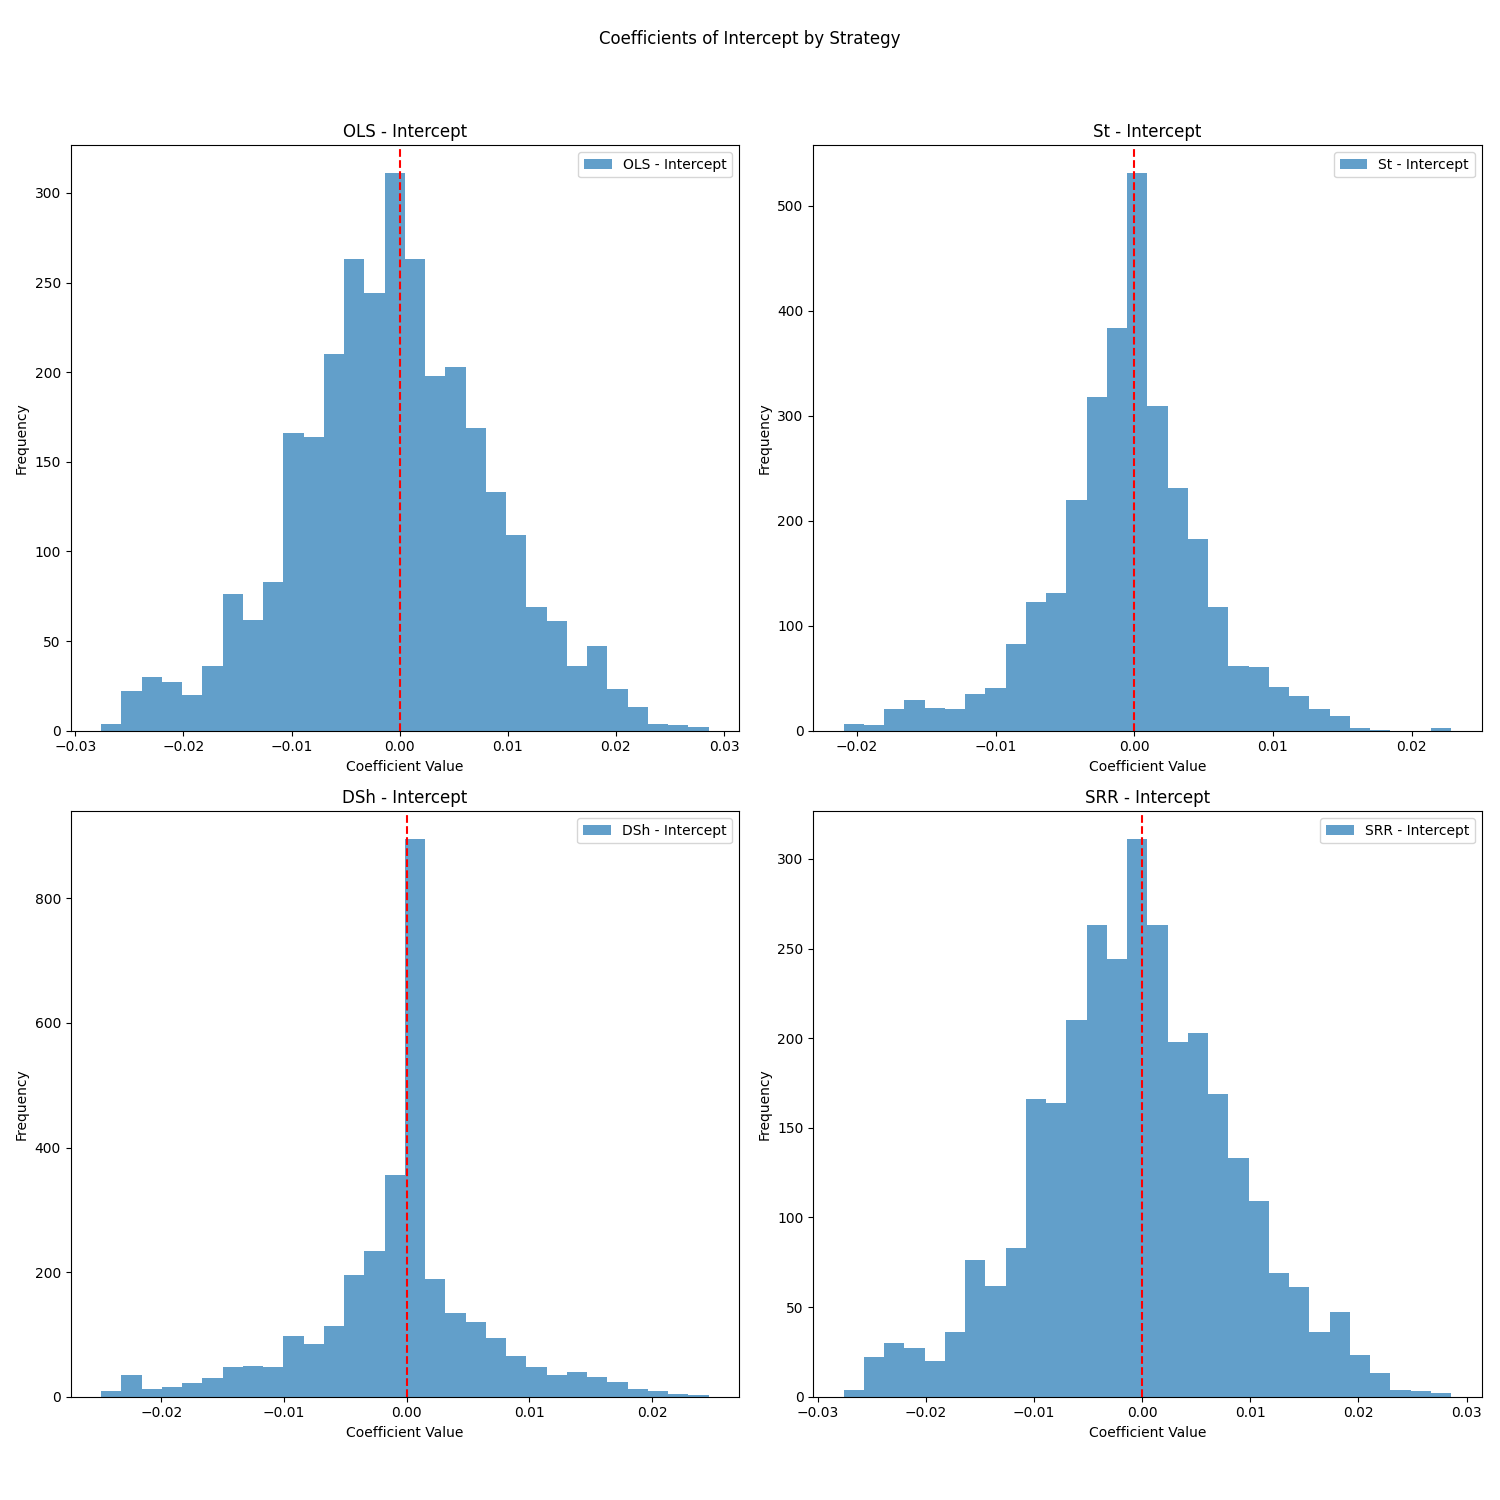 Coefficients of Intercept by Strategy
OLS - Intercept
OLS - Intercept
Frequency
300
250
200
150
100
50
0
−0.03 −0.02 −0.01 0.00 0.01 0.02 0.03
Coefficient Value
St - Intercept
St - Intercept
Frequency
500
400
300
200
100
0
−0.02 −0.01 0.00 0.01 0.02
Coefficient Value
DSh - Intercept
DSh - Intercept
Frequency
800
600
400
200
0
−0.02 −0.01 0.00 0.01 0.02
Coefficient Value
SRR - Intercept
SRR - Intercept
Frequency
300
250
200
150
100
50
0
−0.03 −0.02 −0.01 0.00 0.01 0.02 0.03
Coefficient Value